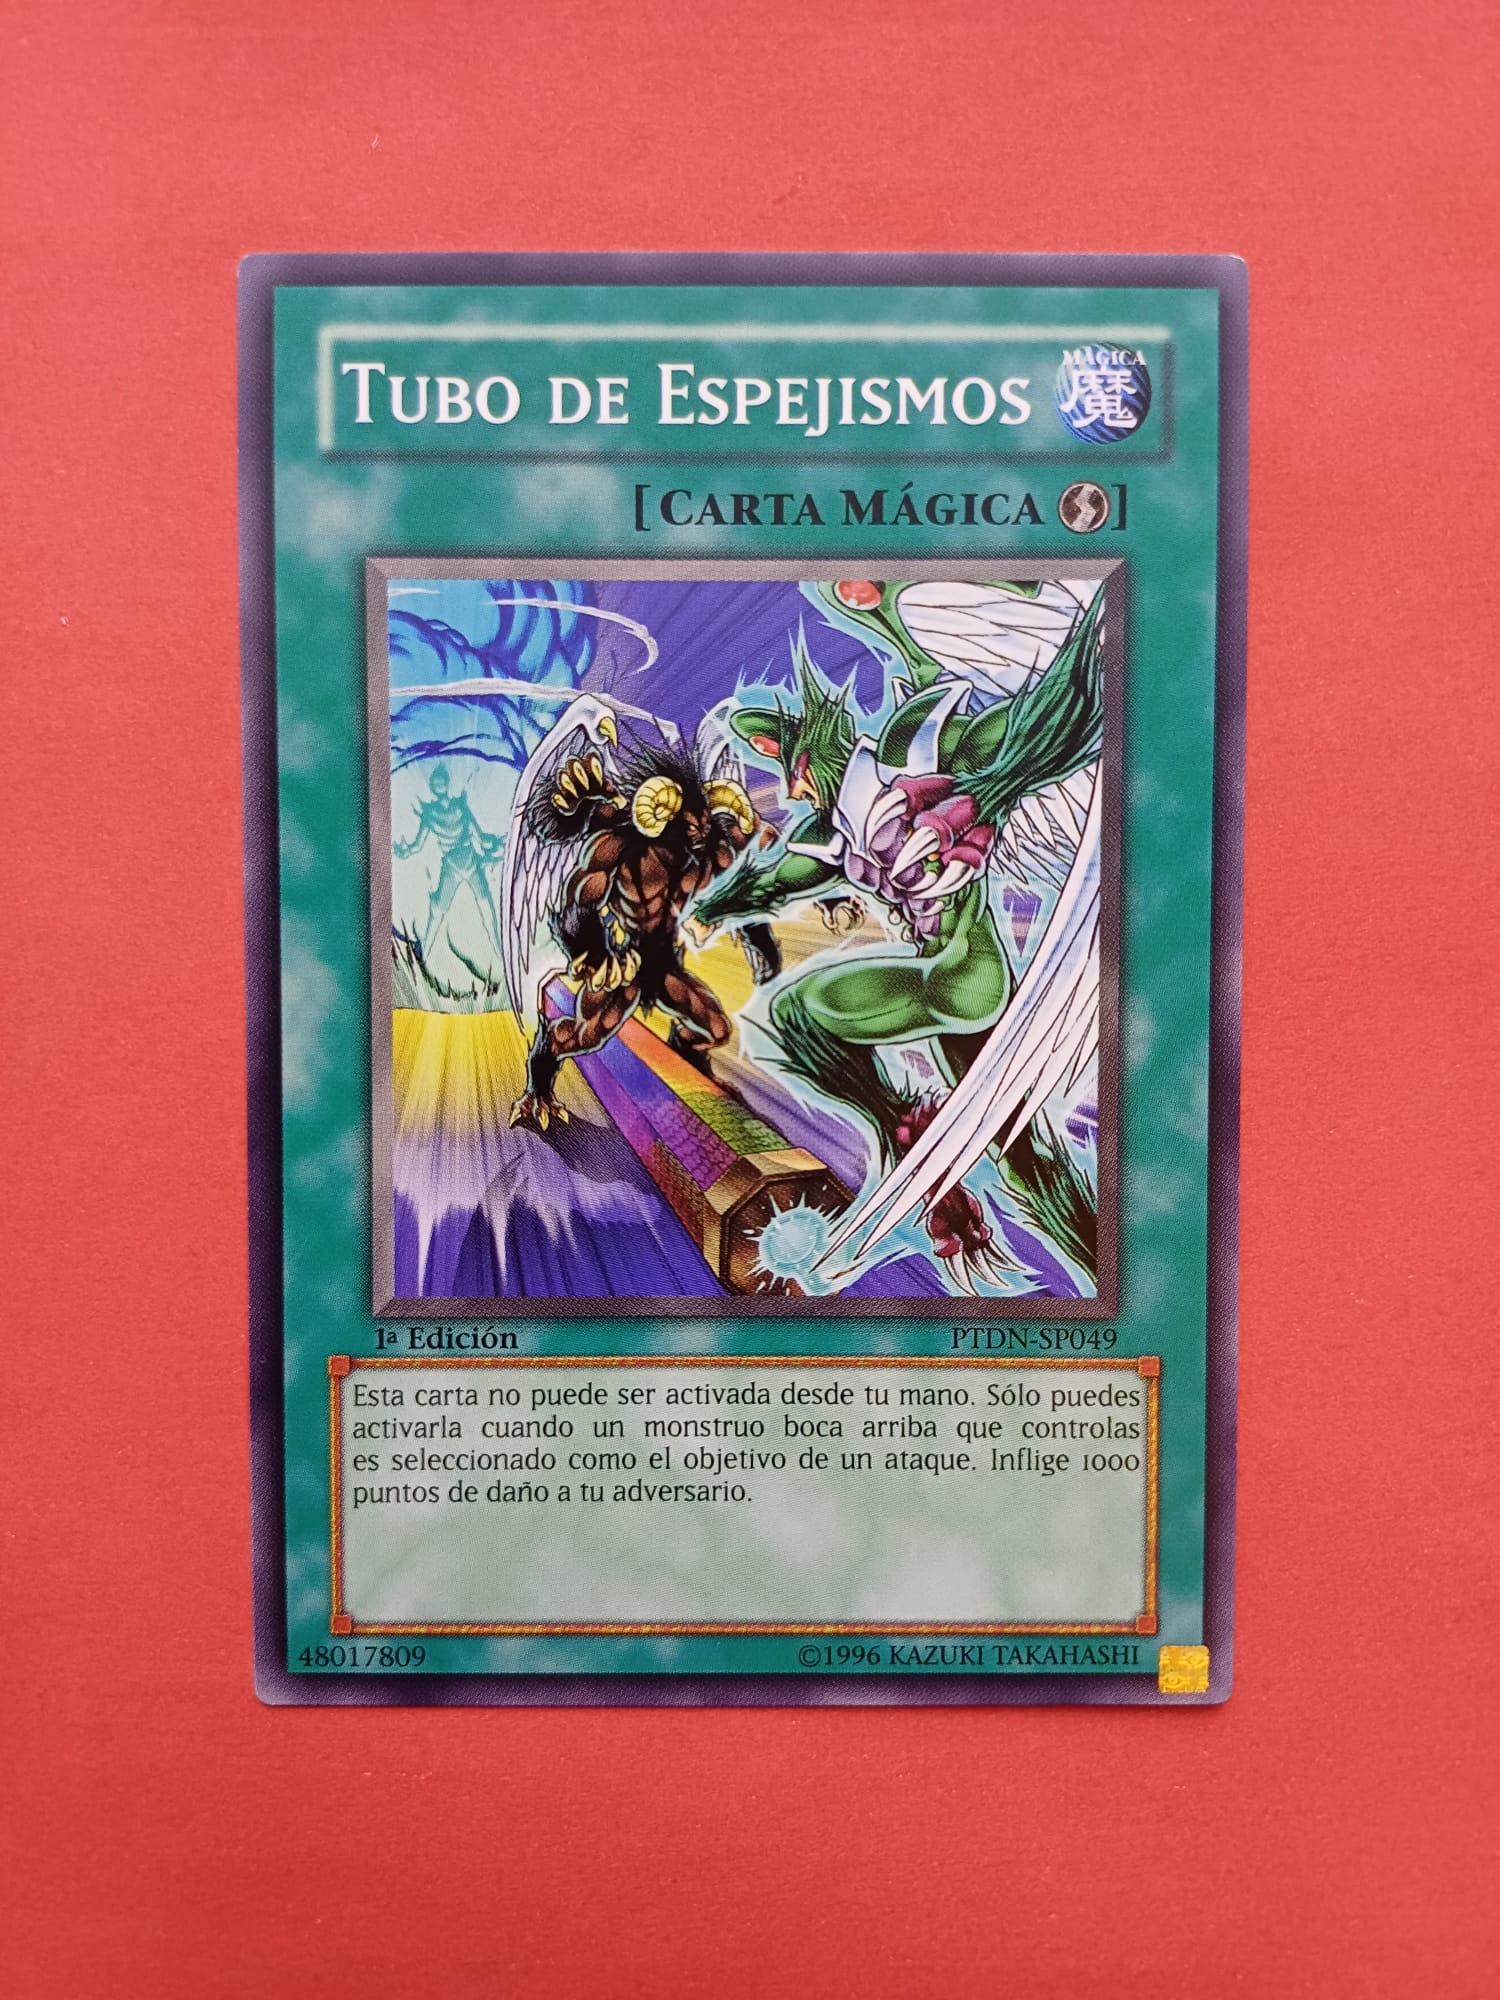 TUBO DE ESPEJISMOS
MÁGICA
魔
[CARTA MÁGICA]
1ª Edición
PTDN-SP049
Esta carta no puede ser activada desde tu mano. Sólo puedes
activarla cuando un monstruo boca arriba que controlas
es seleccionado como el objetivo de un ataque. Inflige 1000
puntos de daño a tu adversario.
48017809
©1996 KAZUKI TAKAHASHI